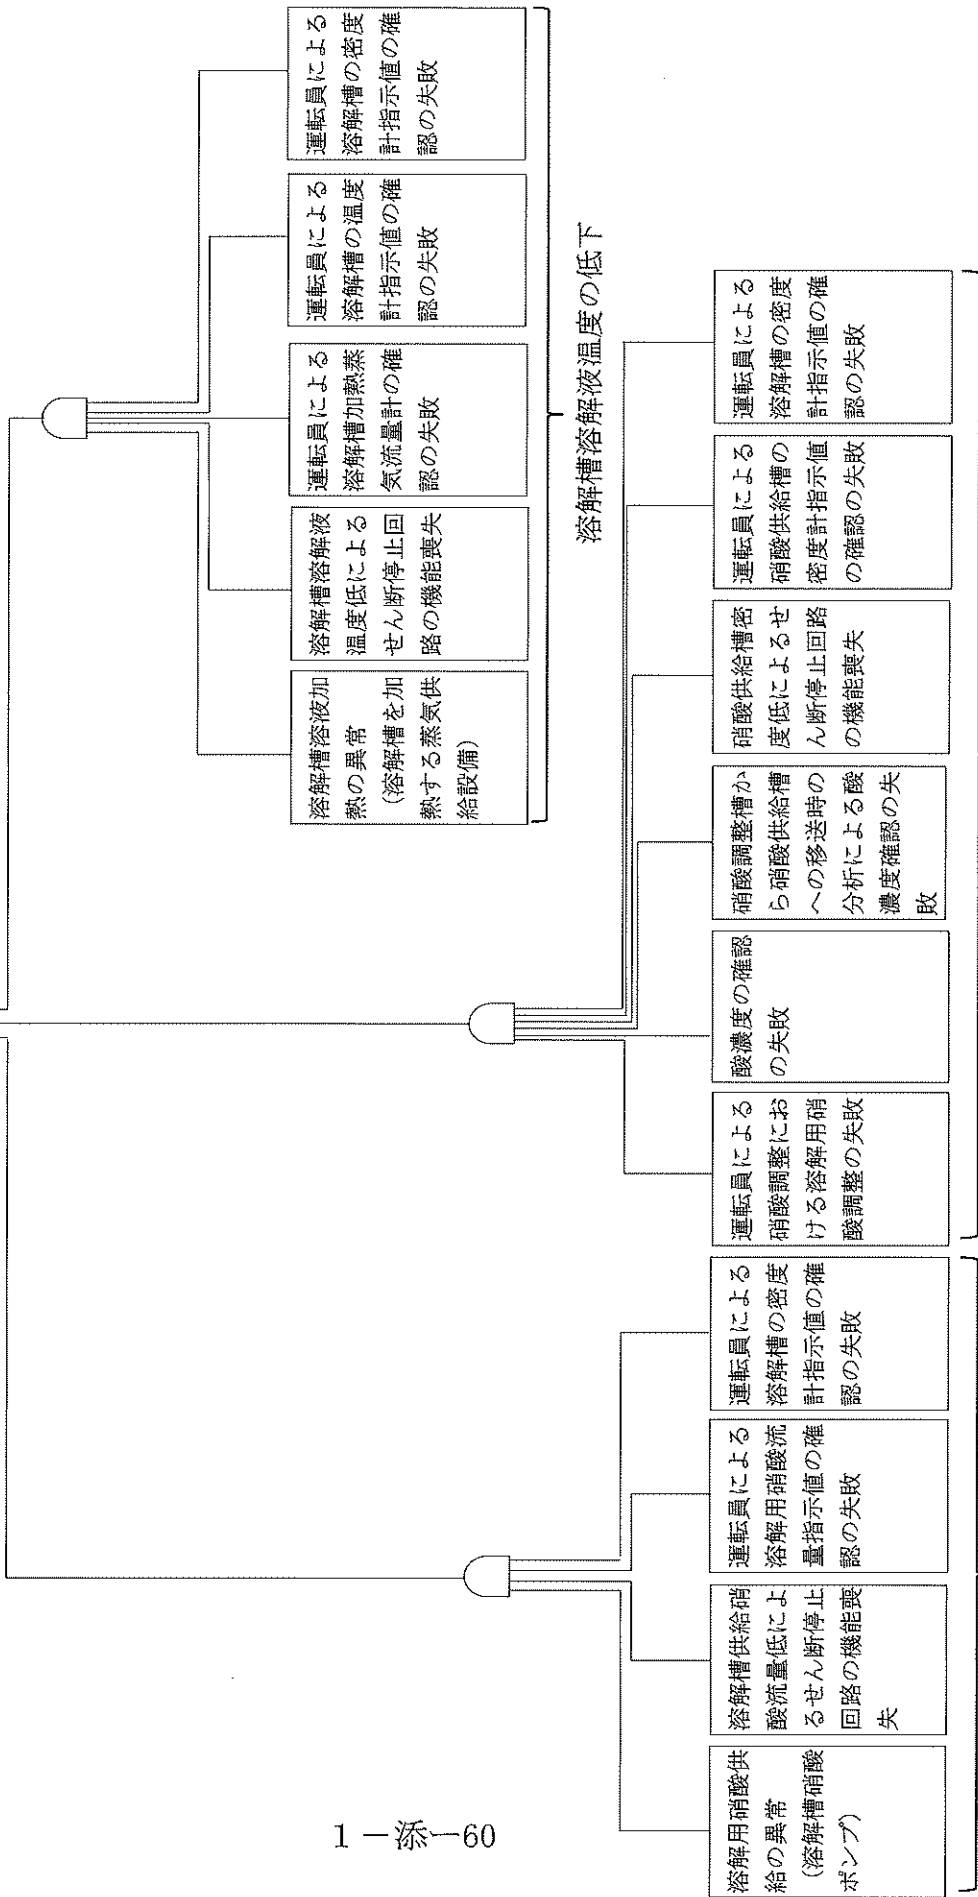 溶解槽溶液加
熱の異常
(溶解槽を加
熱する蒸気供
給設備)
溶解槽溶解液
温度低による
せん断停止回
路の機能喪失
運転員による
溶解槽加熱蒸
気流量計の確
認の失敗
運転員による
溶解槽の温度
計指示値の確
認の失敗
運転員による
溶解槽の密度
計指示値の確
認の失敗
溶解槽溶解液温度の低下
溶解用硝酸供
給の異常
(溶解槽硝酸
ポンプ)
溶解槽供給硝
酸流量低によ
るせん断停止
回路の機能喪
失
運転員による
溶解用硝酸流
量指示値の確
認の失敗
運転員による
溶解槽の密度
計指示値の確
認の失敗
運転員による
硝酸調整にお
ける溶解用硝
酸調整の失敗
酸濃度の確認
の失敗
硝酸調整槽か
ら硝酸供給槽
への移送時の
分析による酸
濃度確認の失
敗
硝酸供給槽密
度低によるせ
ん断停止回路
の機能喪失
運転員による
硝酸供給槽の
密度計指示値
の確認の失敗
運転員による
溶解槽の密度
計指示値の確
認の失敗
1－添－60